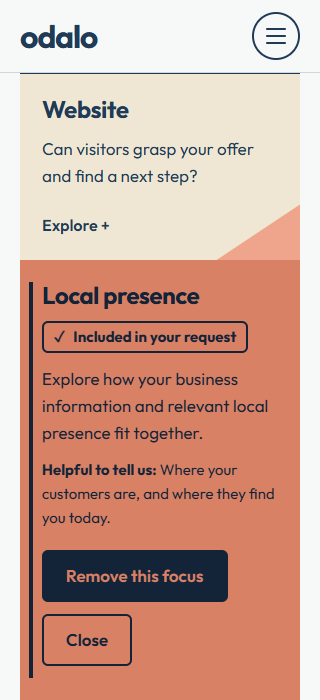 odalo
Website
Can visitors grasp your offer
and find a next step?
Explore +
Local presence
✓ Included in your request
Explore how your business
information and relevant local
presence fit together.
Helpful to tell us: Where your
customers are, and where they find
you today.
Remove this focus
Close